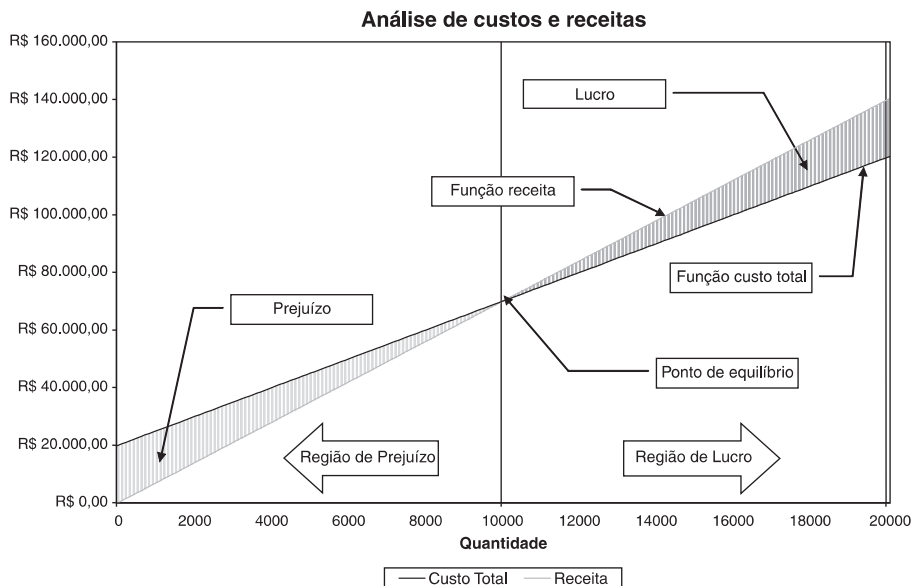 Análise de custos e receitas
R$ 160.000,00
R$ 140.000,00
R$ 120.000,00
R$ 100.000,00
R$ 80.000,00
R$ 60.000,00
R$ 40.000,00
R$ 20.000,00
R$ 0,00
Lucro
Função receita
Função custo total
Prejuízo
Ponto de equilíbrio
Região de Prejuízo
Região de Lucro
0 2000 4000 6000 8000 10000 12000 14000 16000 18000 20000
Quantidade
Custo Total Receita